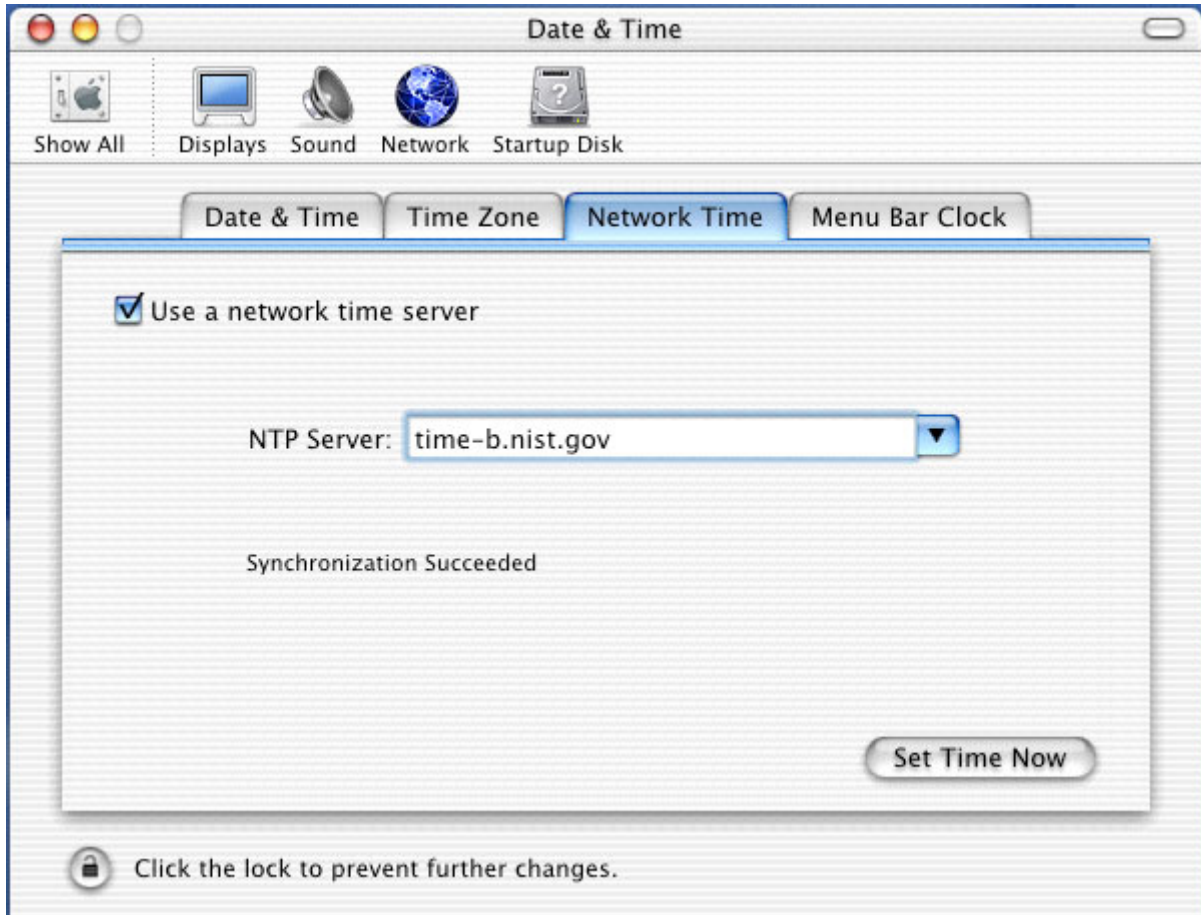 Date & Time
Show All
Displays
Sound
Network
Startup Disk
Date & Time
Time Zone
Network Time
Menu Bar Clock
Use a network time server
NTP Server: time-b.nist.gov
Synchronization Succeeded
Set Time Now
Click the lock to prevent further changes.